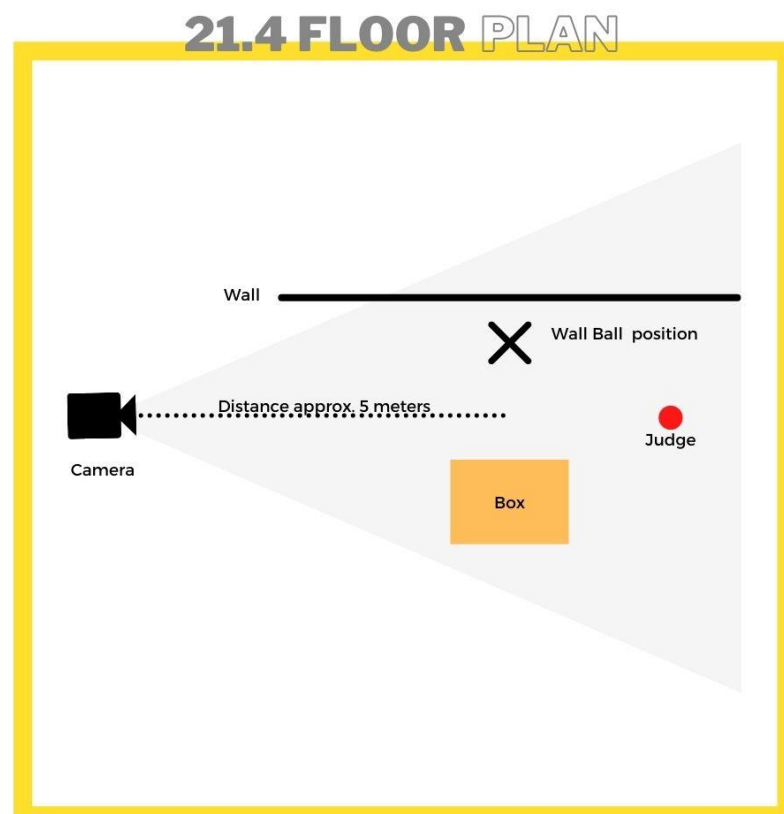 21.4 FLOOR PLAN
Wall
Wall Ball position
Distance approx. 5 meters
Judge
Camera
Box